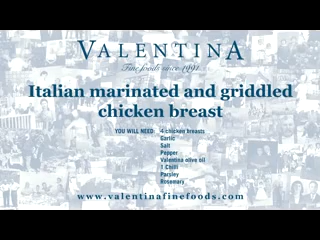 VALENTINA
Fine foods since 1991
Italian marinated and griddled
chicken breast
YOU WILL NEED: 4 chicken breasts
Garlic
Salt
Pepper
Valentina olive oil
1 Chilli
Parsley
Rosemary
www.valentinafinefoods.com